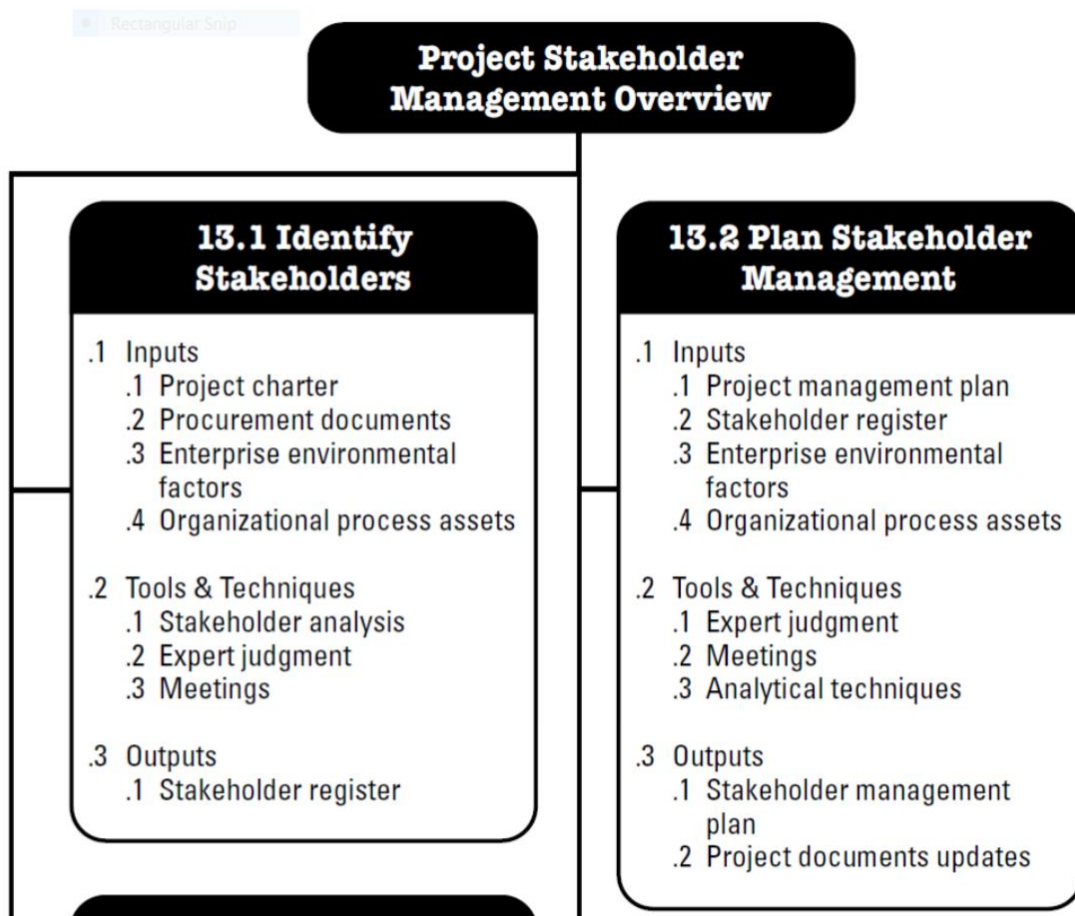 Rectangular Snip
Project Stakeholder
Management Overview
13.1 Identify
Stakeholders
.1 Inputs
.1 Project charter
.2 Procurement documents
.3 Enterprise environmental
factors
.4 Organizational process assets
.2 Tools & Techniques
.1 Stakeholder analysis
.2 Expert judgment
.3 Meetings
.3 Outputs
.1 Stakeholder register
13.2 Plan Stakeholder
Management
.1 Inputs
.1 Project management plan
.2 Stakeholder register
.3 Enterprise environmental
factors
.4 Organizational process assets
.2 Tools & Techniques
.1 Expert judgment
.2 Meetings
.3 Analytical techniques
.3 Outputs
.1 Stakeholder management
plan
.2 Project documents updates